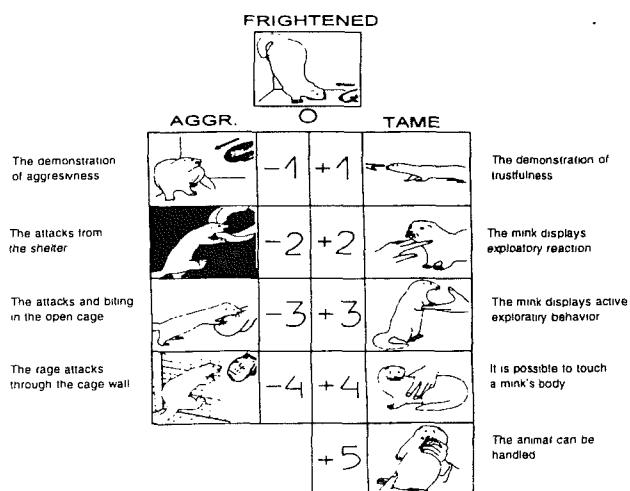 FRIGHTENED
O
AGGR. TAME
The demonstration
of aggresivness
-1 +1
The demonstration of
trustfulness
The attacks from
the shelter
-2 +2
The mink displays
exploatory reaction
The attacks and biting
in the open cage
-3 +3
The mink displays active
exploratiry behavior
The rage attacks
through the cage wall
-4 +4
It is possible to touch
a mink's body
+5
The animal can be
handled